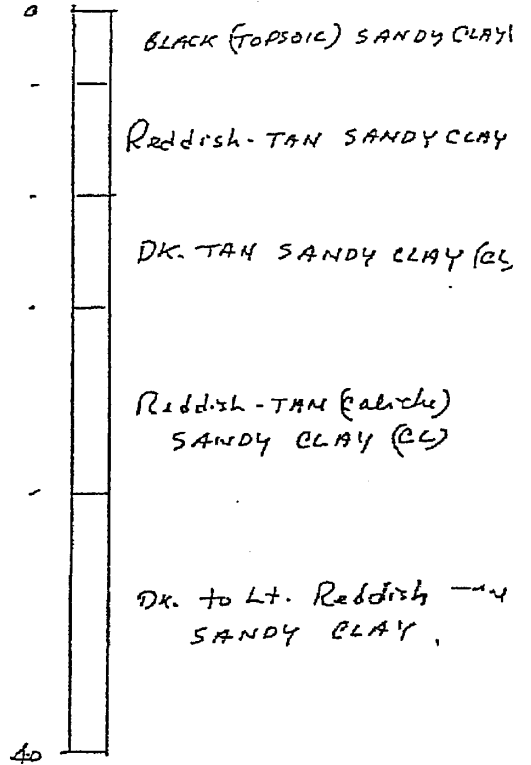 0
BLACK (TOPSOIL) SANDY CLAY
Reddish-TAN SANDY CLAY
DK. TAN SANDY CLAY (CL
Reddish-TAN (caliche)
SANDY CLAY (CL)
DK. to Lt. Reddish
SANDY CLAY.
40